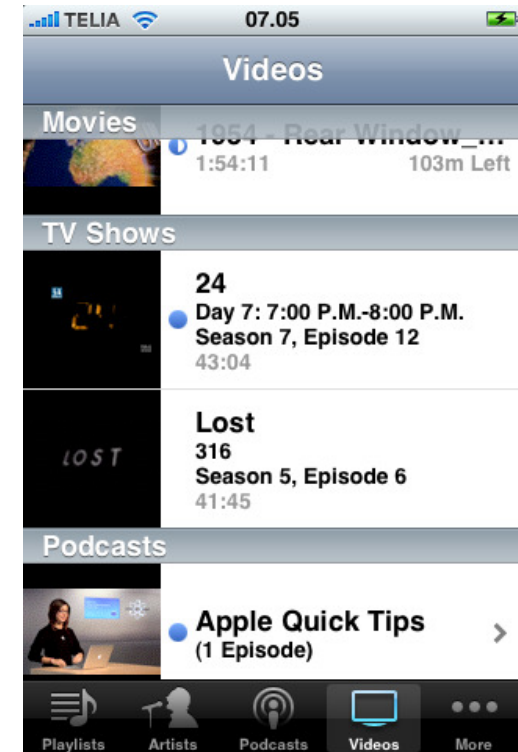 TELIA 07.05
Videos
Movies
1954 - Rear Window_...
1:54:11 103m Left
TV Shows
24
24
Day 7: 7:00 P.M.-8:00 P.M.
Season 7, Episode 12
43:04
LOST
Lost
316
Season 5, Episode 6
41:45
Podcasts
Apple Quick Tips
(1 Episode)
Playlists Artists Podcasts Videos More